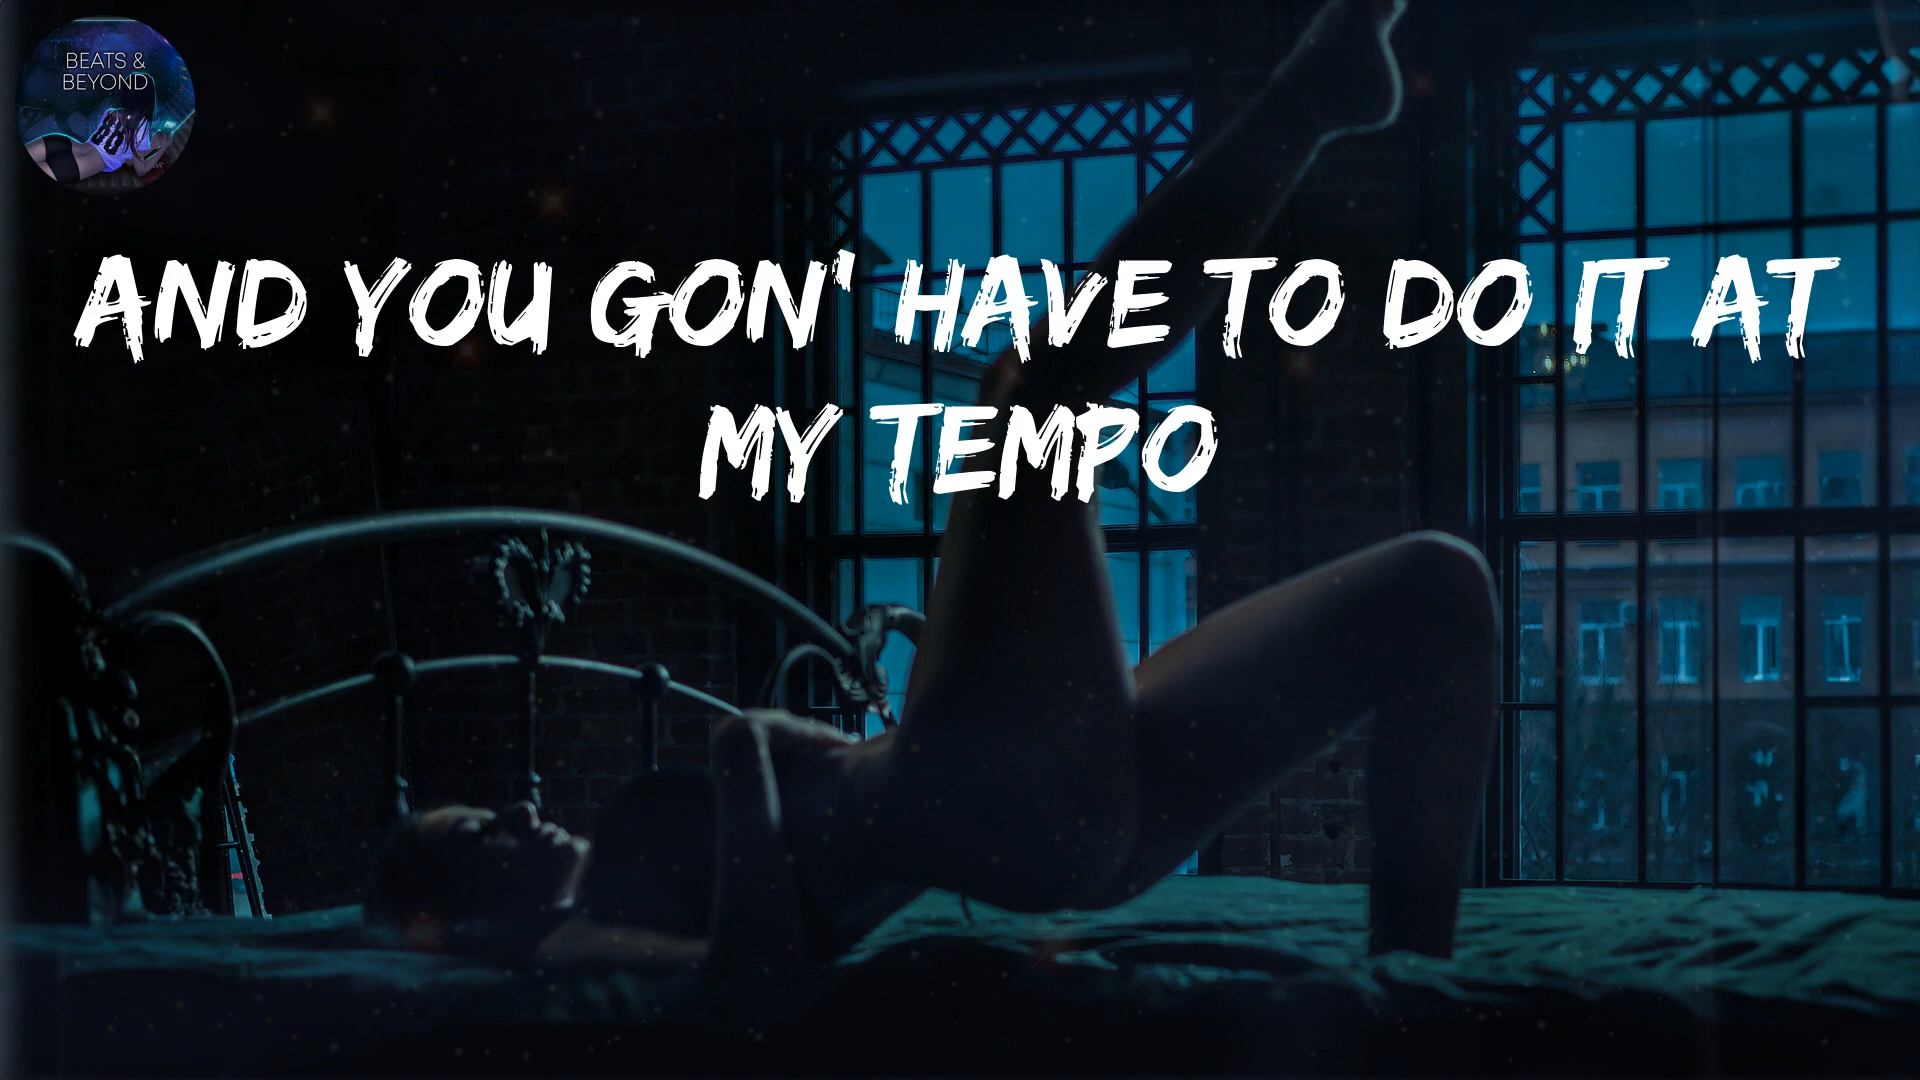 BEATS &
BEYOND
AND YOU GON' HAVE TO DO IT AT
MY TEMPO